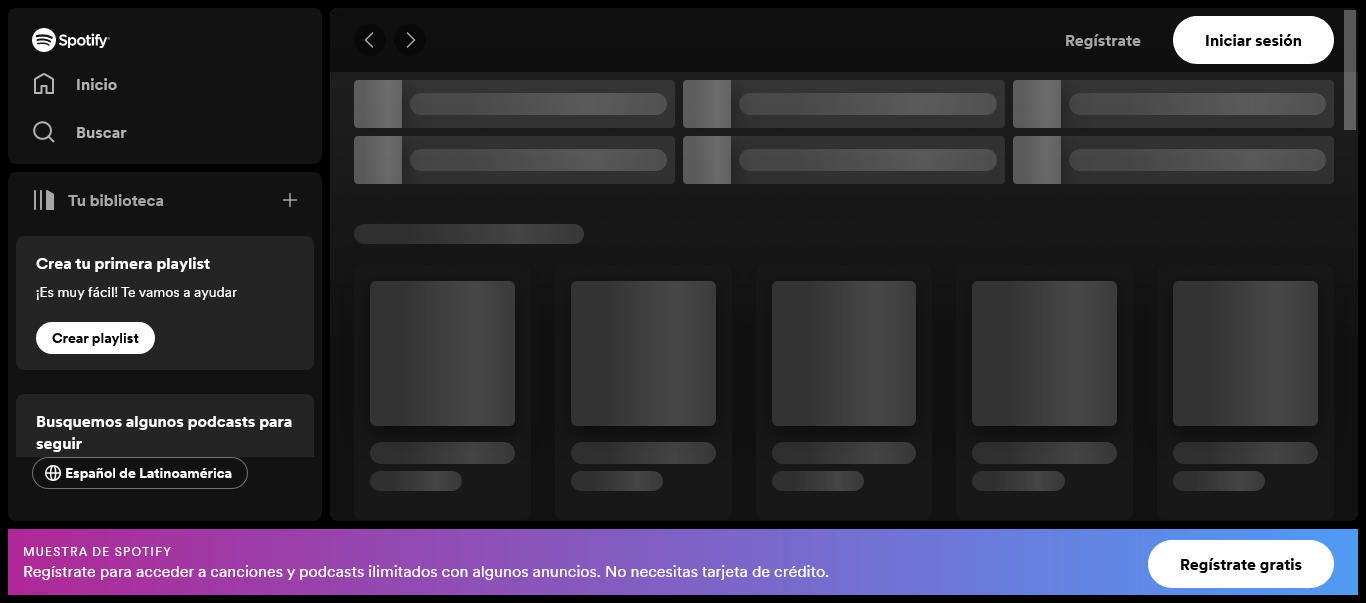 Spotify
Inicio
Buscar
Tu biblioteca
Crea tu primera playlist
¡Es muy fácil! Te vamos a ayudar
Crear playlist
Busquemos algunos podcasts para
seguir
Español de Latinoamérica
Regístrate
Iniciar sesión
MUESTRA DE SPOTIFY
Regístrate para acceder a canciones y podcasts ilimitados con algunos anuncios. No necesitas tarjeta de crédito.
Regístrate gratis